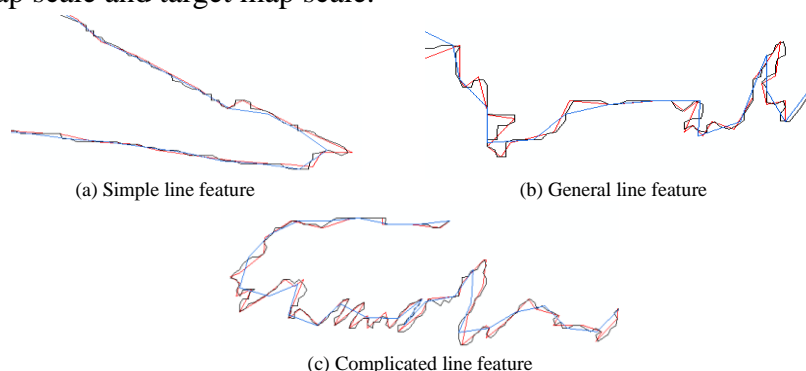 map scale and target map scale.
(a) Simple line feature
(b) General line feature
(c) Complicated line feature